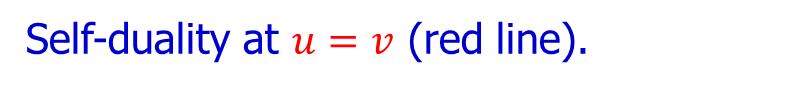 Self-duality at u = v (red line).